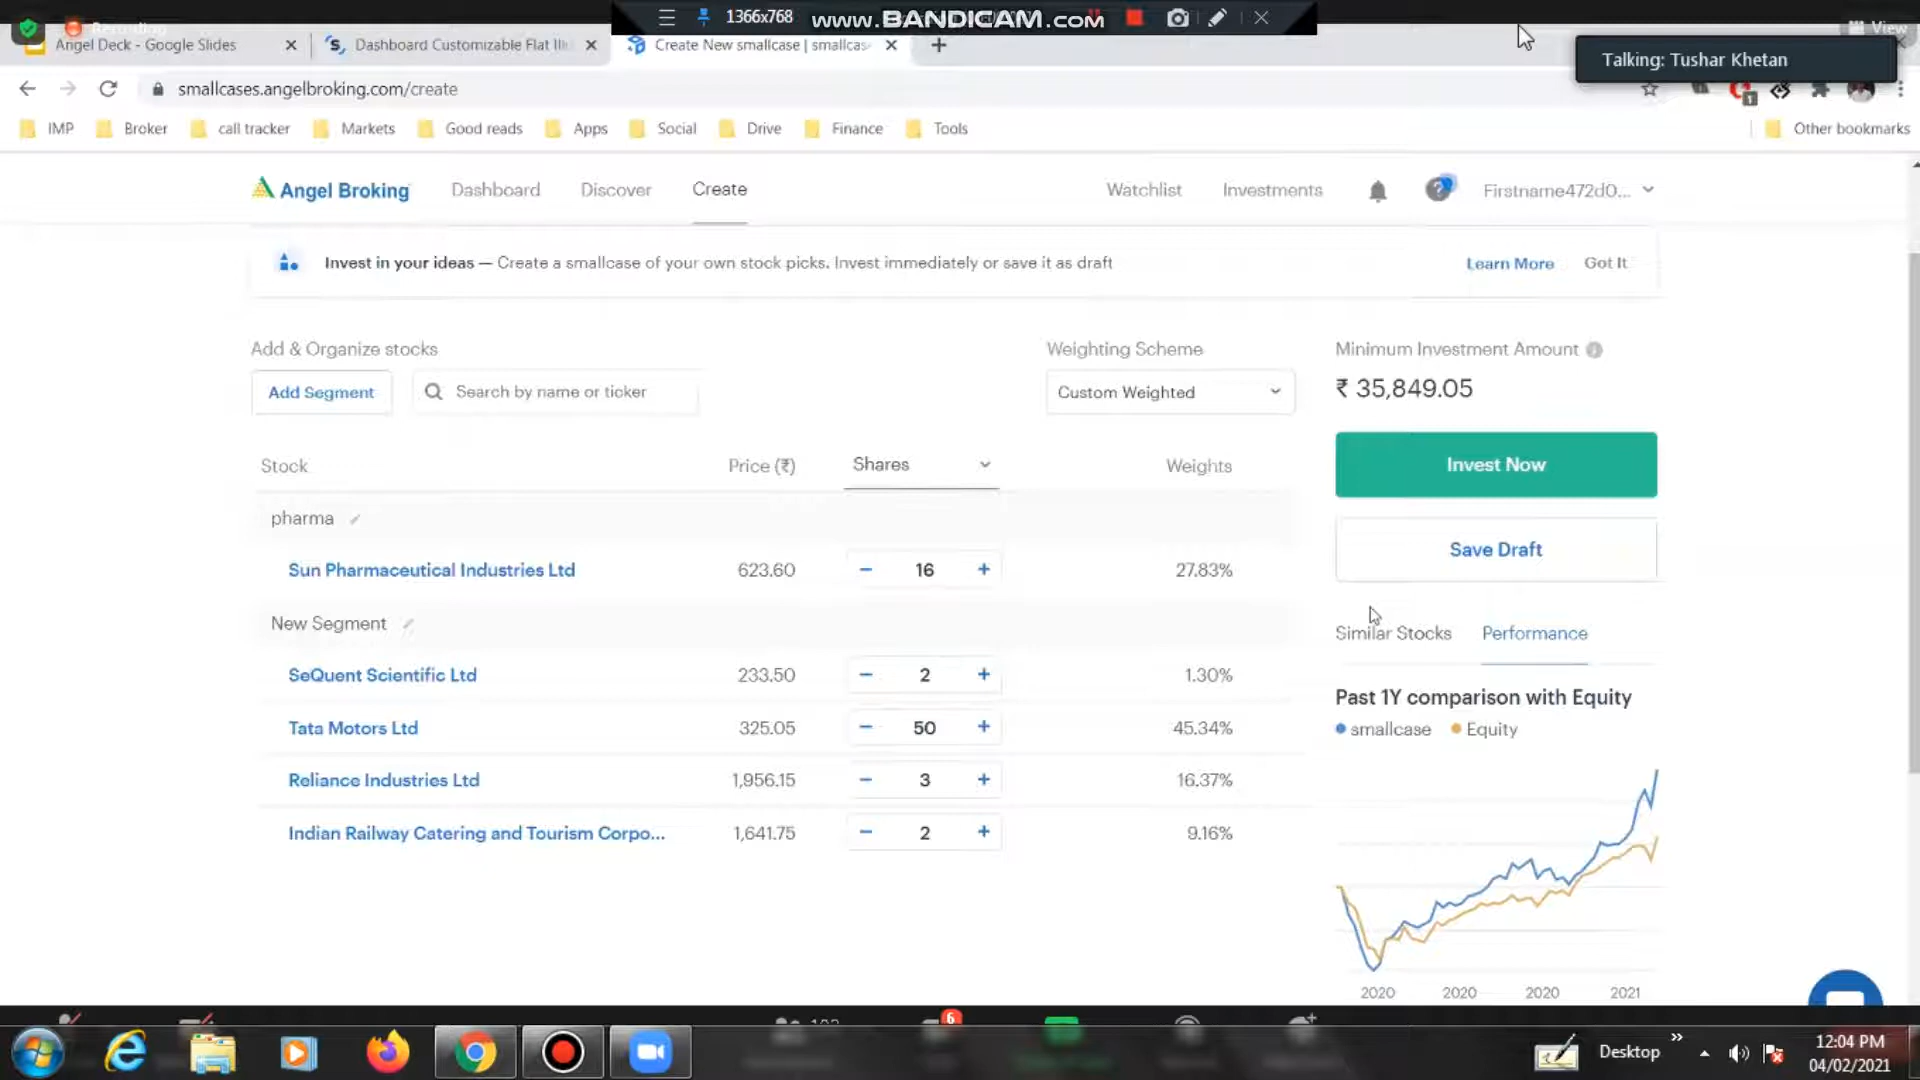 1366x768
www.BANDICAM.com
Recording
View
Angel Deck - Google Slides
Dashboard Customizable Flat Ill
Create New smallcase | smallcas
Talking: Tushar Khetan
smallcases.angelbroking.com/create
IMP
Broker
call tracker
Markets
Good reads
Apps
Social
Drive
Finance
Tools
Other bookmarks
Angel Broking
Dashboard
Discover
Create
Watchlist
Investments
Firstname472d0...
Invest in your ideas — Create a smallcase of your own stock picks. Invest immediately or save it as draft
Learn More
Got It
Add & Organize stocks
Weighting Scheme
Minimum Investment Amount
Add Segment
Search by name or ticker
Custom Weighted
₹ 35,849.05
Stock Price (₹) Shares Weights
Invest Now
pharma
Save Draft
Sun Pharmaceutical Industries Ltd 623.60 − 16 + 27.83%
New Segment
Similar Stocks
Performance
SeQuent Scientific Ltd 233.50 − 2 + 1.30%
Past 1Y comparison with Equity
Tata Motors Ltd 325.05 − 50 + 45.34%
smallcase Equity
Reliance Industries Ltd 1,956.15 − 3 + 16.37%
Indian Railway Catering and Tourism Corpo... 1,641.75 − 2 + 9.16%
2020 2020 2020 2021
6
Desktop
12:04 PM
04/02/2021